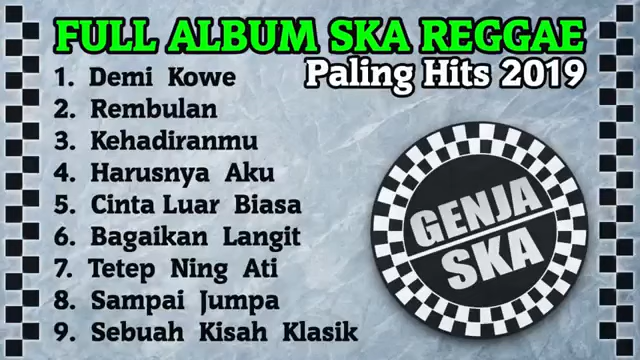 FULL ALBUM SKA REGGAE
Paling Hits 2019
1. Demi Kowe
2. Rembulan
3. Kehadiranmu
4. Harusnya Aku
5. Cinta Luar Biasa
6. Bagaikan Langit
7. Tetep Ning Ati
8. Sampai Jumpa
9. Sebuah Kisah Klasik
GENJA
SKA